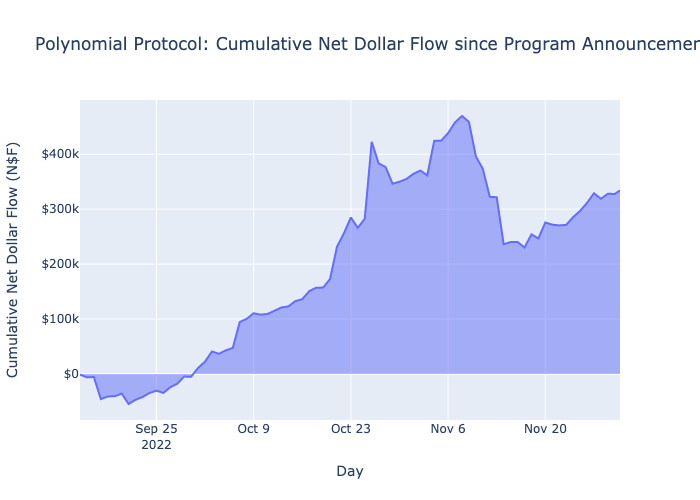 Polynomial Protocol: Cumulative Net Dollar Flow since Program
Cumulative Net Dollar Flow (N$F)
$400k
$300k
$200k
$100k
$0
Sep 25
2022
Oct 9
Oct 23
Nov 6
Nov 20
Day